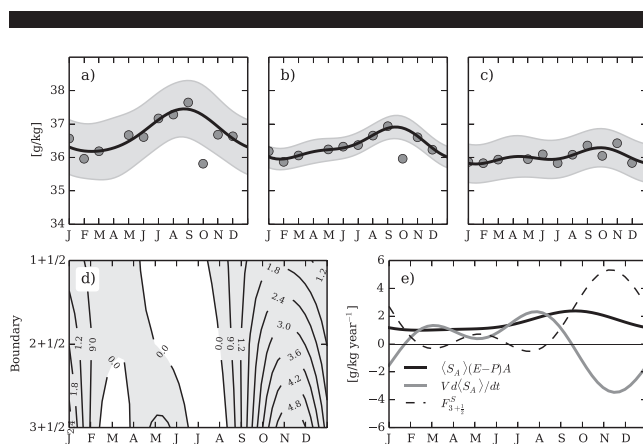 a)
b)
c)
[g/kg]
38
37
36
35
34
J F M A M J J A S O N D
J F M A M J J A S O N D
J F M A M J J A S O N D
d)
e)
Boundary
1+1/2
2+1/2
3+1/2
1.2
0.6
0.0
0.0
0.0
0.6
1.2
1.8
1.8
1.2
2.4
3.0
3.6
4.2
4.8
2.4
J F M A M J J A S O N D
[g/kg year⁻¹]
6
4
2
0
−2
−4
−6
⟨S_A⟩(E−P)A
V d⟨S_A⟩/dt
F^S_{3+1/2}
J F M A M J J A S O N D